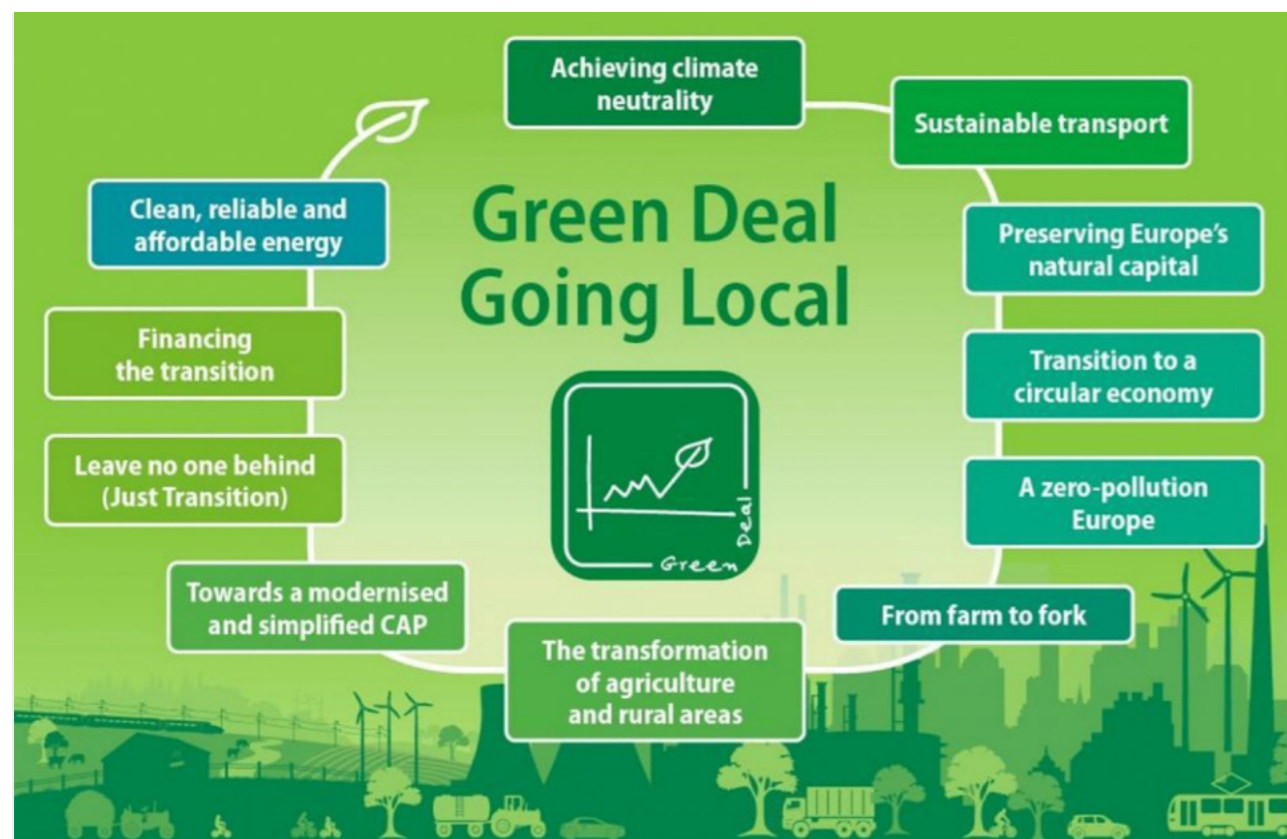 Achieving climate
neutrality
Sustainable transport
Clean, reliable and
affordable energy
Green Deal
Going Local
Preserving Europe's
natural capital
Financing
the transition
Transition to a
circular economy
Leave no one behind
(Just Transition)
A zero-pollution
Europe
Green
Deal
Towards a modernised
and simplified CAP
From farm to fork
The transformation
of agriculture
and rural areas